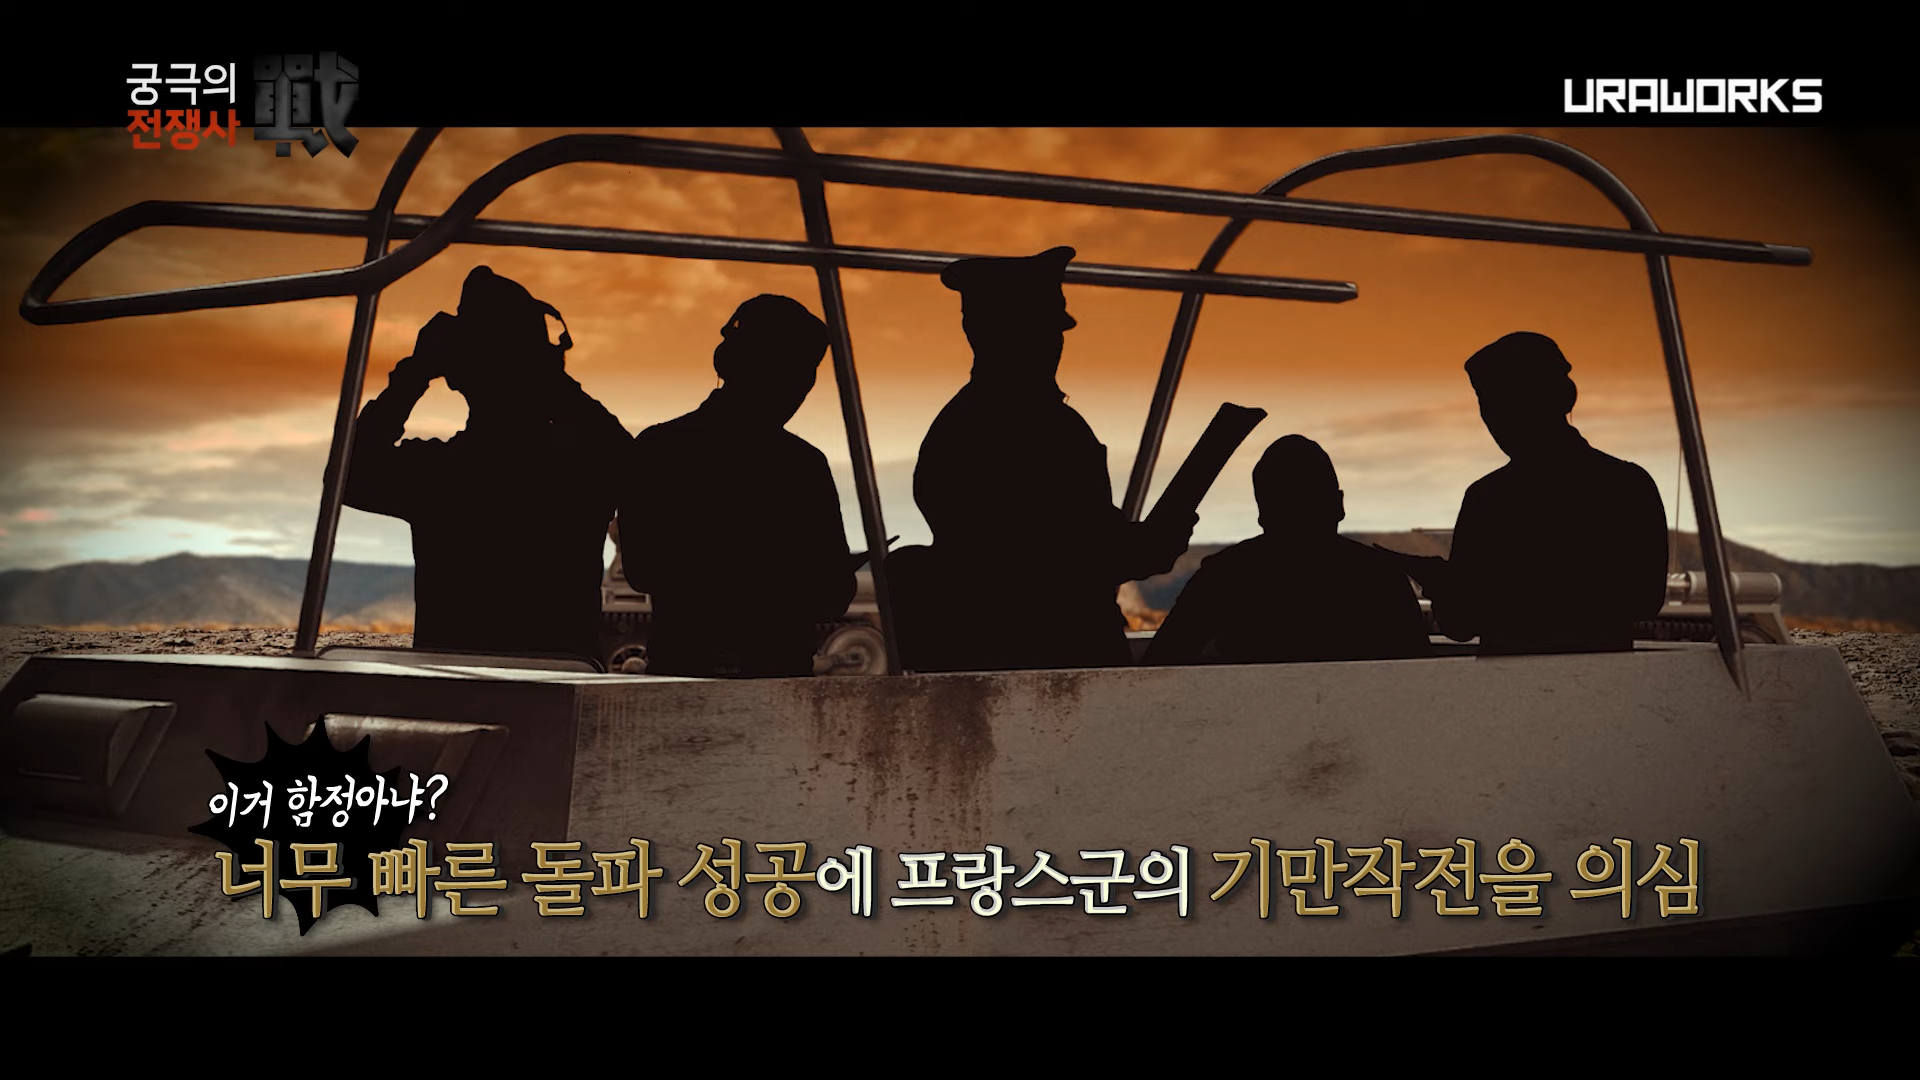 궁극의
전쟁사
戰
URAWORKS
이거 함정아냐?
너무 빠른 돌파 성공에 프랑스군의 기만작전을 의심